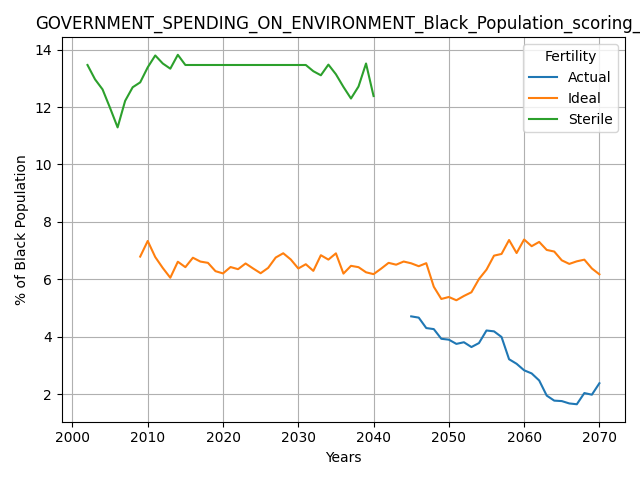 GOVERNMENT_SPENDING_ON_ENVIRONMENT_Black_Population_scoring_
14
12
10
8
6
4
2
% of Black Population
2000 2010 2020 2030 2040 2050 2060 2070
Years
Fertility
Actual
Ideal
Sterile